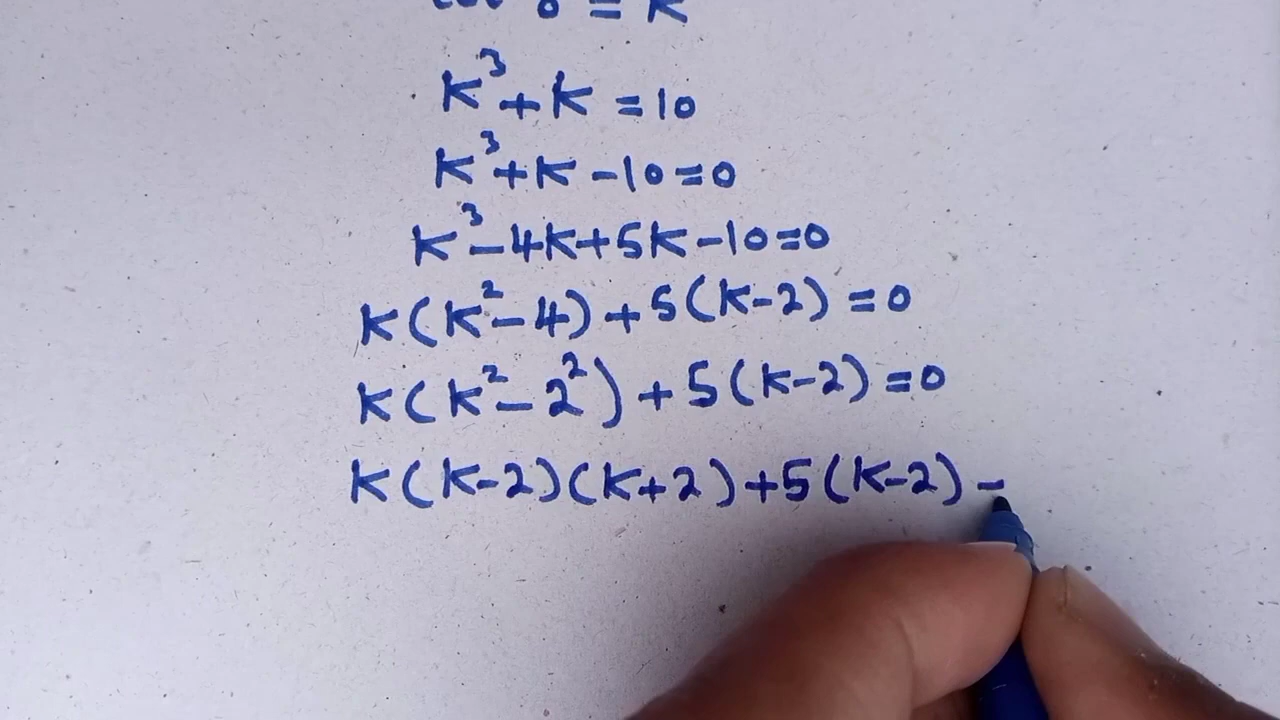 = K
K³ + K = 10
K³ + K - 10 = 0
K³ - 4K + 5K - 10 = 0
K(K² - 4) + 5(K - 2) = 0
K(K² - 2²) + 5(K - 2) = 0
K(K - 2)(K + 2) + 5(K - 2) -